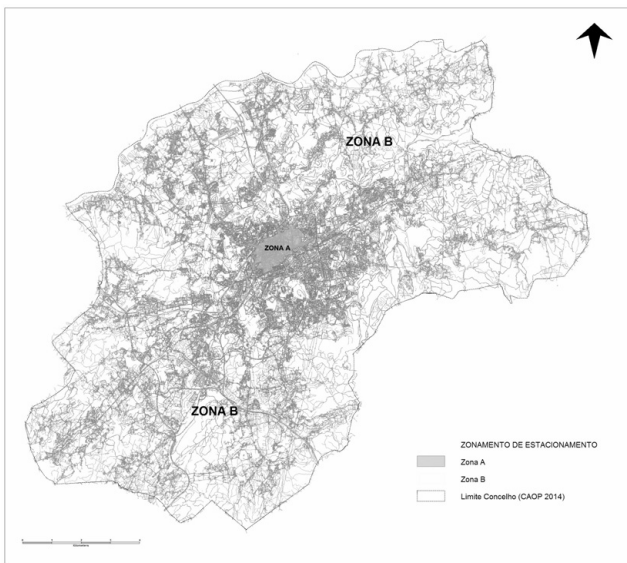 ZONA B
ZONA A
ZONA B
ZONAMENTO DE ESTACIONAMENTO
Zona A
Zona B
Limite Concelho (CAOP 2014)